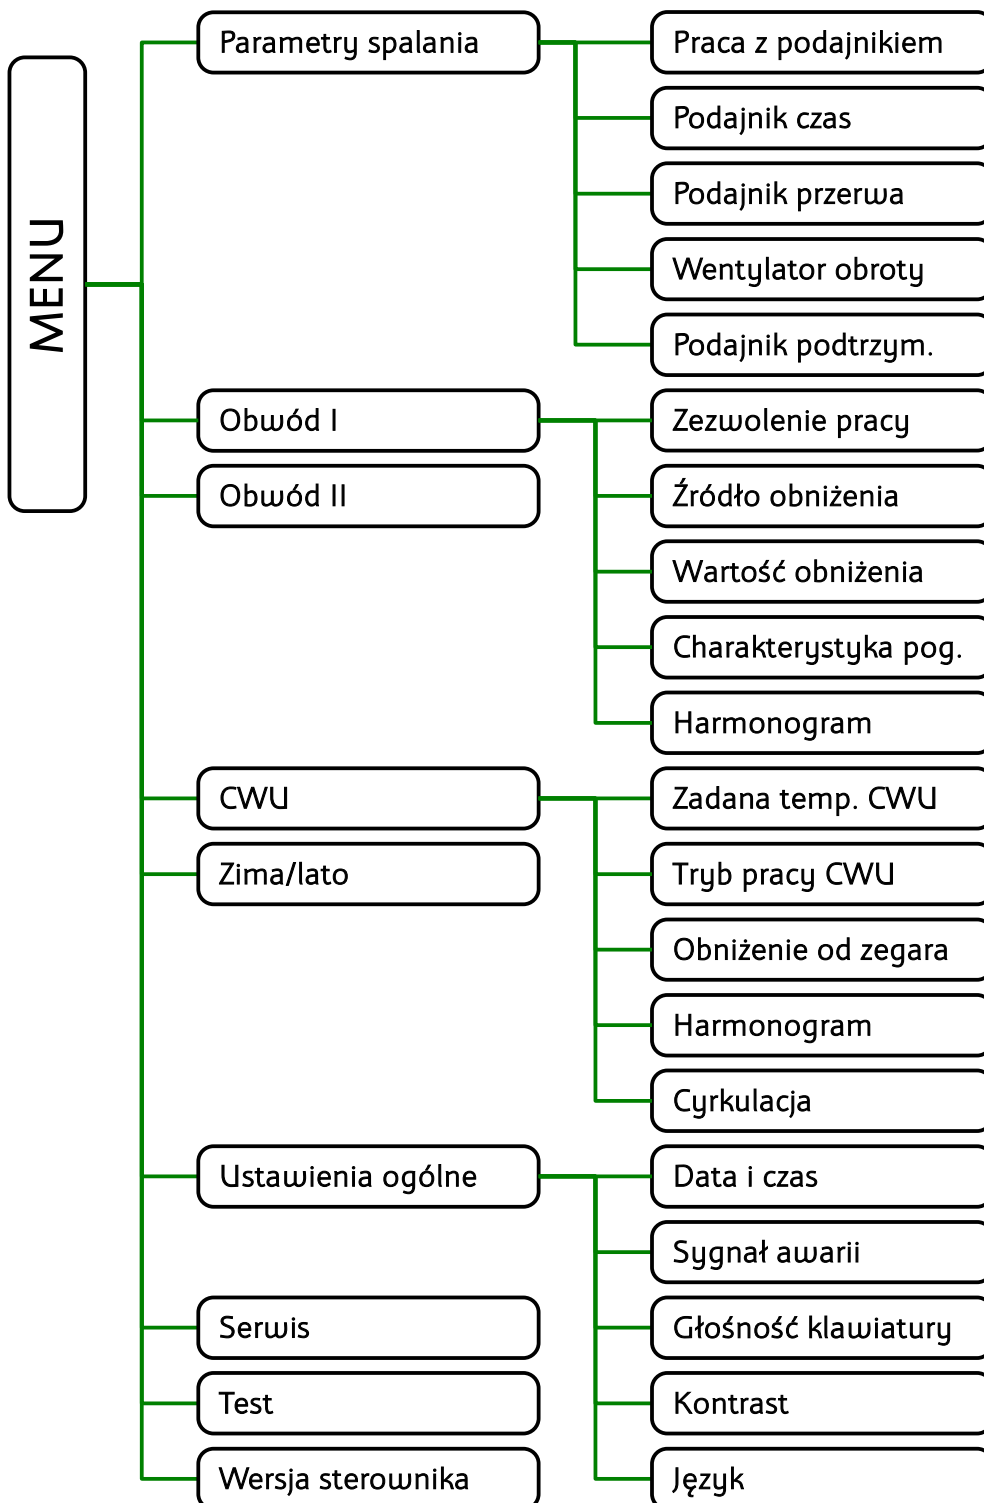 MENU
Parametry spalania
Praca z podajnikiem
Podajnik czas
Podajnik przerwa
Wentylator obroty
Podajnik podtrzym.
Obwód I
Zezwolenie pracy
Obwód II
Źródło obniżenia
Wartość obniżenia
Charakterystyka pog.
Harmonogram
CWU
Zadana temp. CWU
Zima/lato
Tryb pracy CWU
Obniżenie od zegara
Harmonogram
Cyrkulacja
Ustawienia ogólne
Data i czas
Sygnał awarii
Serwis
Głośność klawiatury
Test
Kontrast
Wersja sterownika
Język